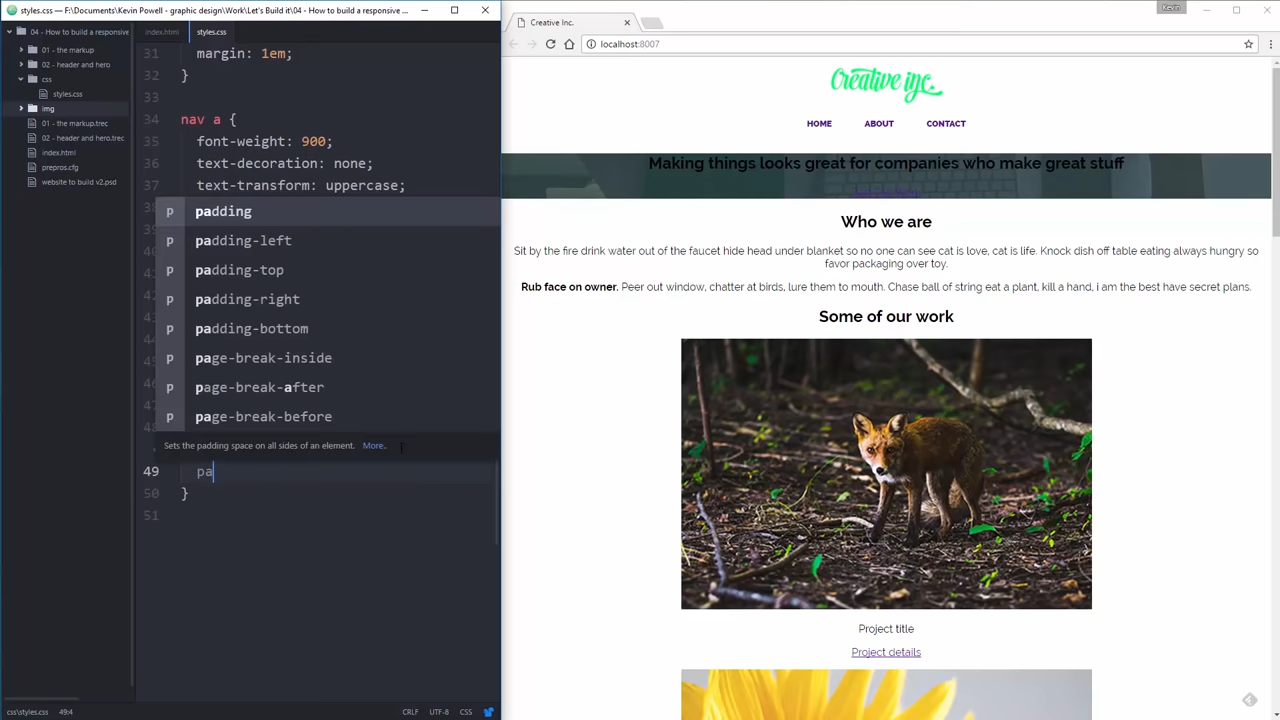 styles.css — F:\Documents\Kevin Powell - graphic design\Work\Let's Build it\04 - How to build a responsive ...
04 - How to build a responsive
01 - the markup
02 - header and hero
css
styles.css
img
01 - the markup.trec
02 - header and hero.trec
index.html
prepros.cfg
website to build v2.psd
index.html
styles.css
31 margin: 1em;
32 }
33
34 nav a {
35 font-weight: 900;
36 text-decoration: none;
37 text-transform: uppercase;
p padding
p padding-left
p padding-top
p padding-right
p padding-bottom
p page-break-inside
p page-break-after
p page-break-before
Sets the padding space on all sides of an element. More..
49 pa
50 }
51
css\styles.css 49:4
CRLF UTF-8 CSS
Creative Inc.
Kevin
localhost:8007
Creative inc.
HOME ABOUT CONTACT
Making things looks great for companies who make great stuff
Who we are
Sit by the fire drink water out of the faucet hide head under blanket so no one can see cat is love, cat is life. Knock dish off table eating always hungry so
favor packaging over toy.
Rub face on owner. Peer out window, chatter at birds, lure them to mouth. Chase ball of string eat a plant, kill a hand, i am the best have secret plans.
Some of our work
Project title
Project details